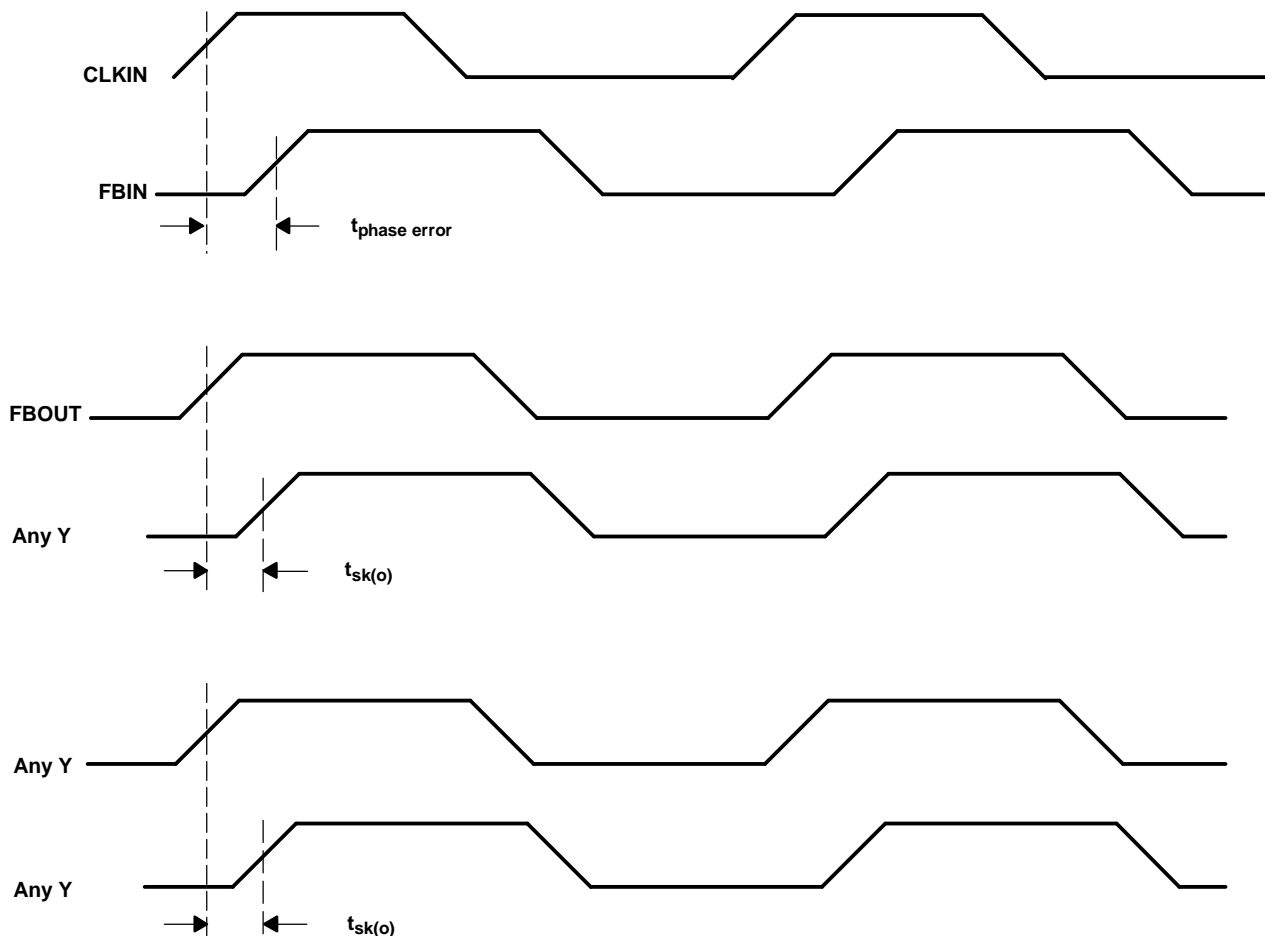 CLKIN
FBIN
tphase error
FBOUT
Any Y
tsk(o)
Any Y
Any Y
tsk(o)